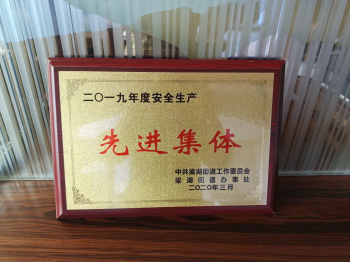 二〇一九年度安全生产
先进集体
中共梁湖街道工作委员会
梁湖街道办事处
二〇二〇年三月